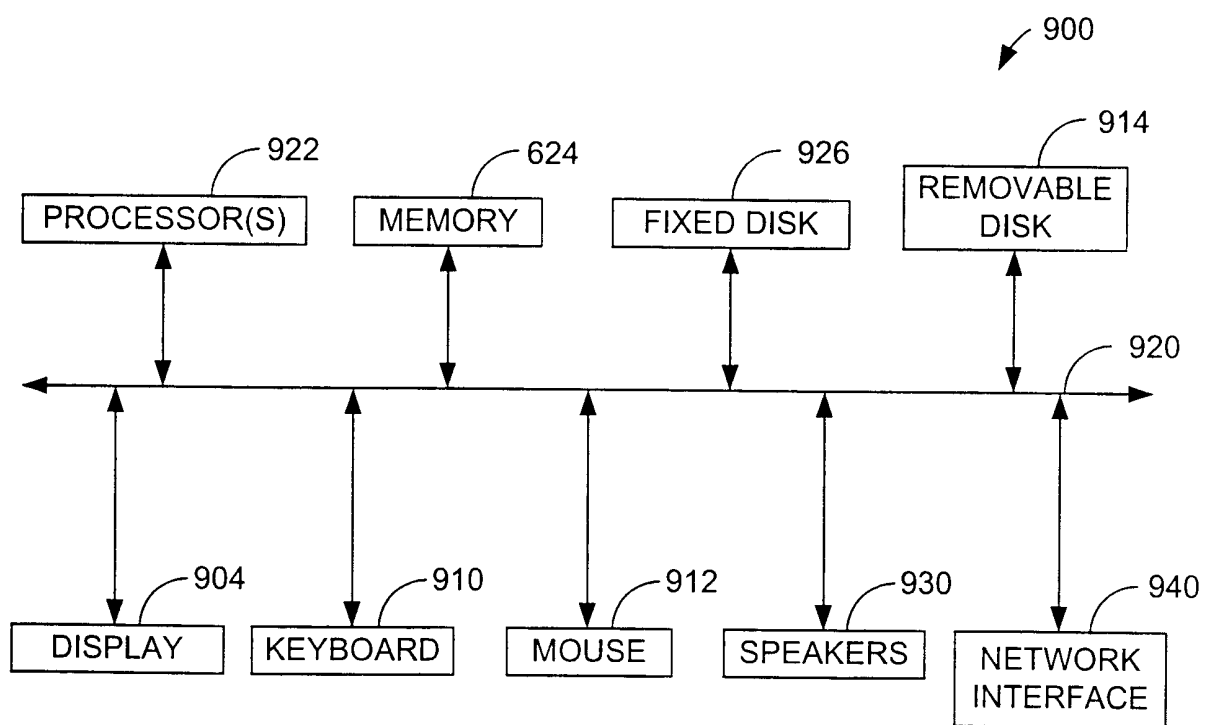 900
922
624
926
914
PROCESSOR(S)
MEMORY
FIXED DISK
REMOVABLE
DISK
920
904
910
912
930
940
DISPLAY
KEYBOARD
MOUSE
SPEAKERS
NETWORK
INTERFACE